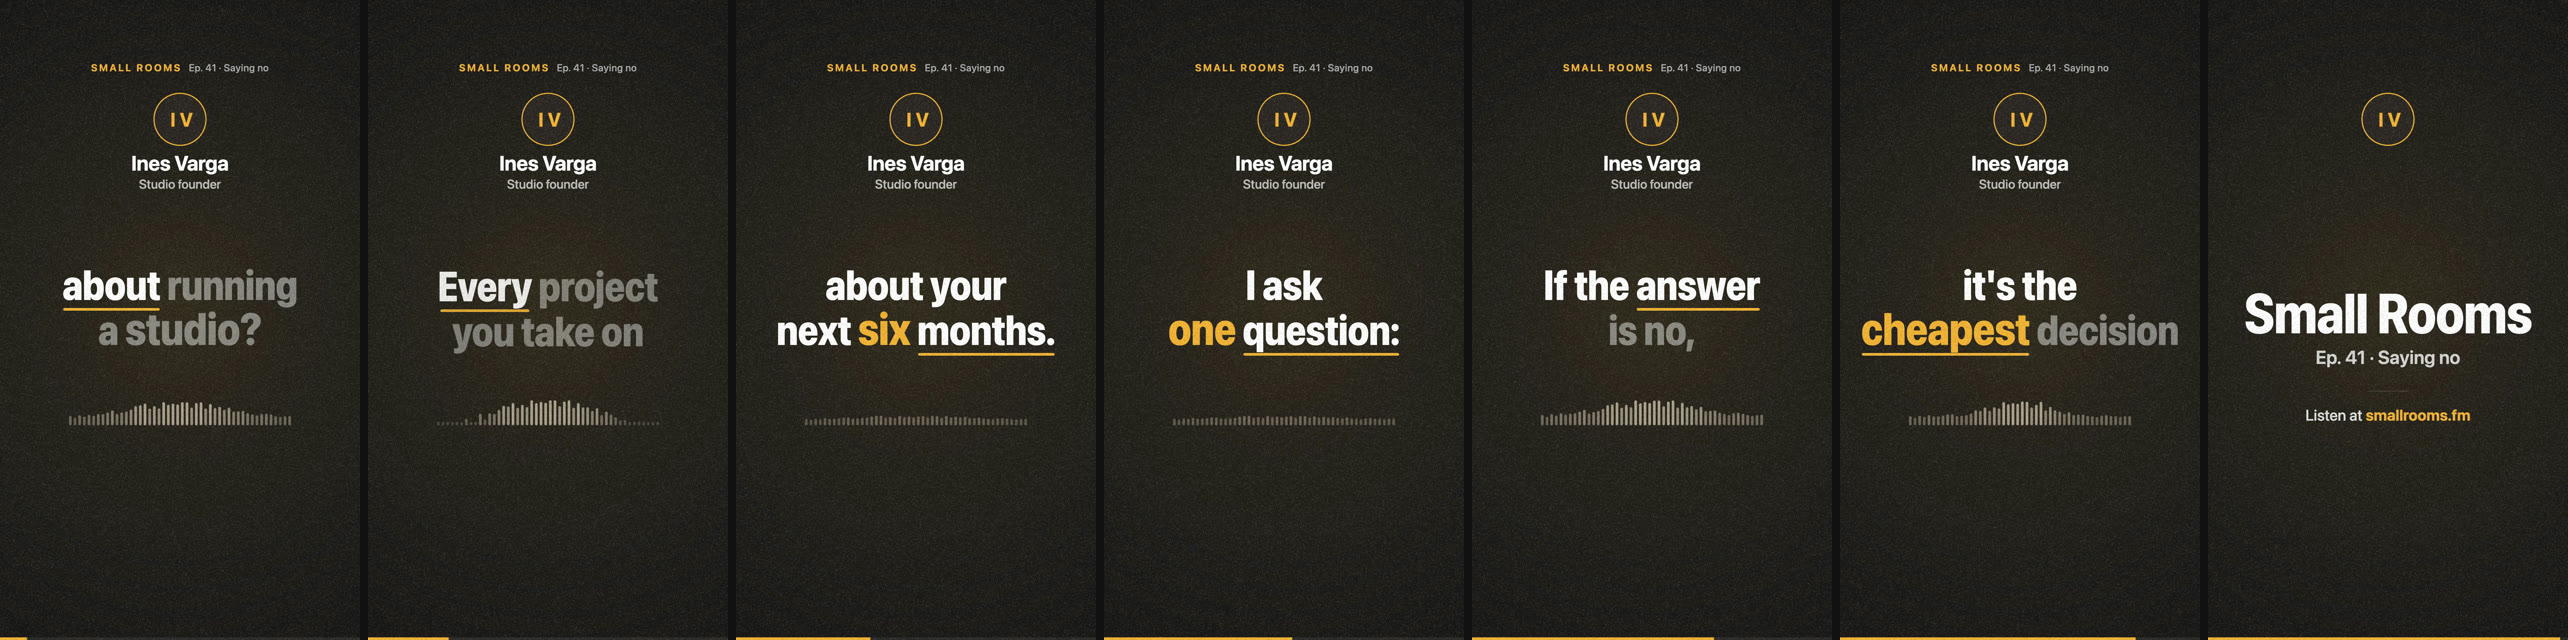 SMALL ROOMS Ep. 41 · Saying no
IV
Ines Varga
Studio founder
about running
a studio?
SMALL ROOMS Ep. 41 · Saying no
IV
Ines Varga
Studio founder
Every project
you take on
SMALL ROOMS Ep. 41 · Saying no
IV
Ines Varga
Studio founder
about your
next six months.
SMALL ROOMS Ep. 41 · Saying no
IV
Ines Varga
Studio founder
I ask
one question:
SMALL ROOMS Ep. 41 · Saying no
IV
Ines Varga
Studio founder
If the answer
is no,
SMALL ROOMS Ep. 41 · Saying no
IV
Ines Varga
Studio founder
it's the
cheapest decision
IV
Small Rooms
Ep. 41 · Saying no
Listen at smallrooms.fm